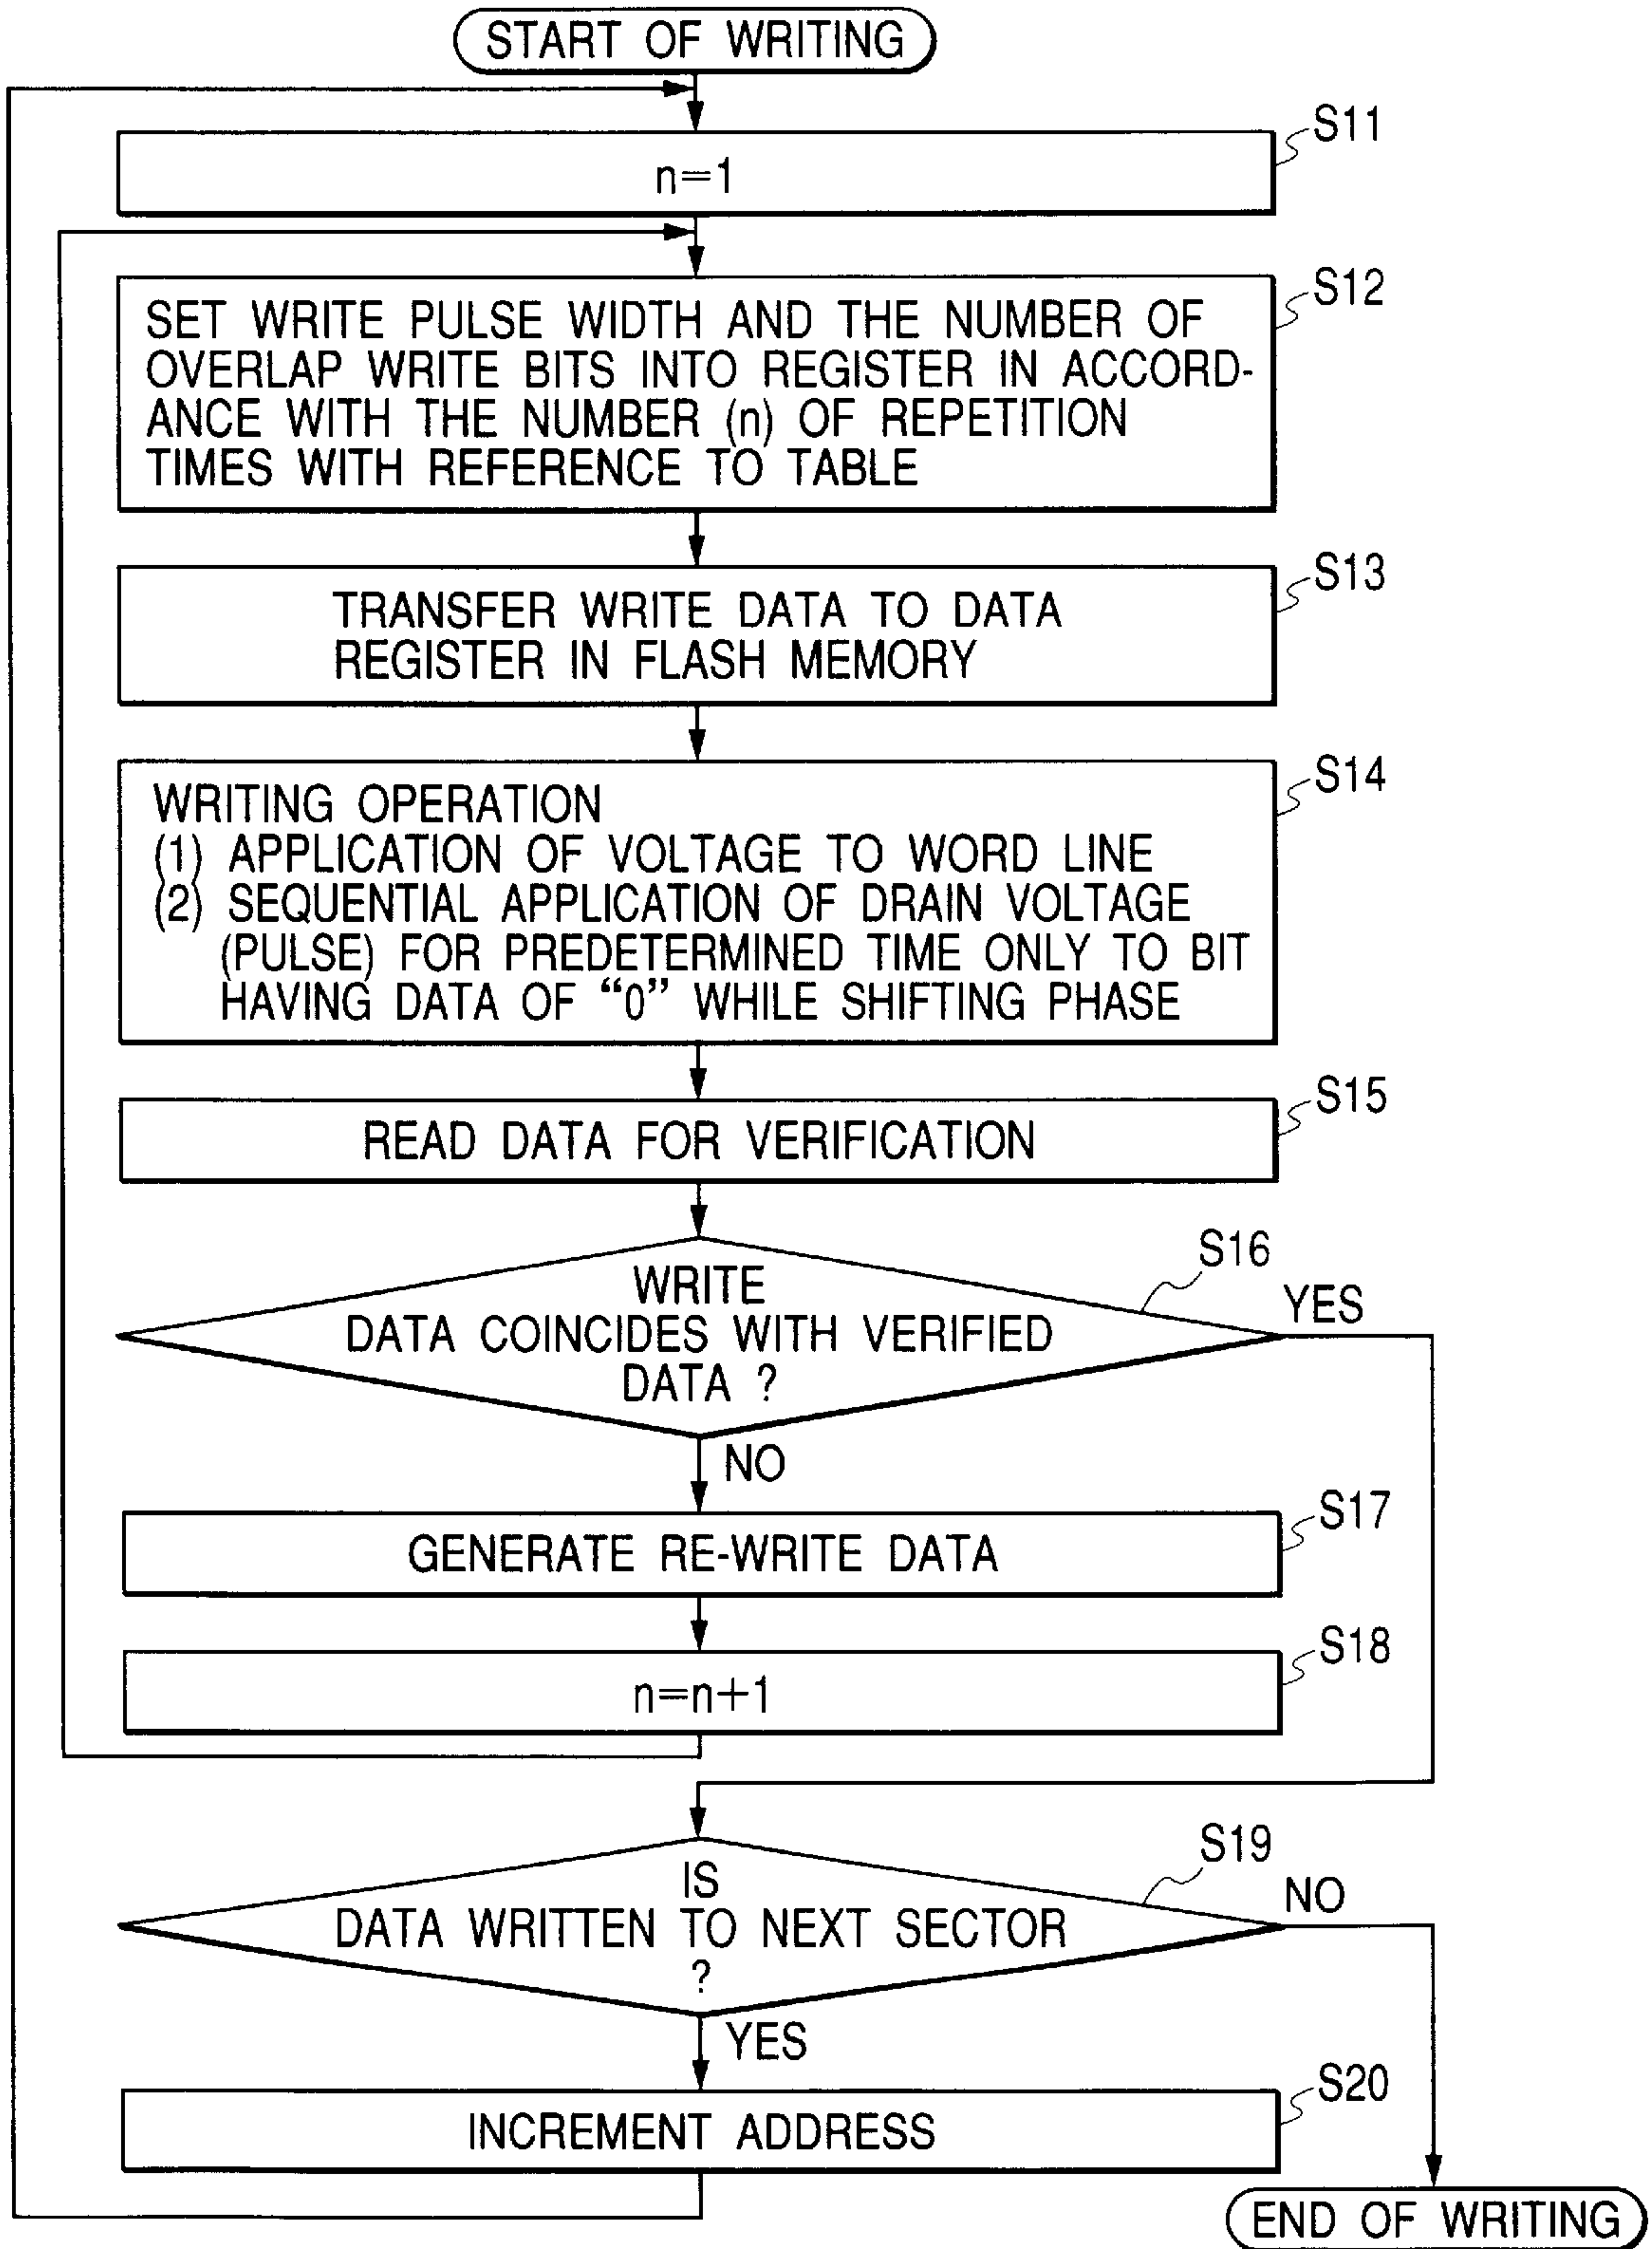 START OF WRITING
S11
n=1
S12
SET WRITE PULSE WIDTH AND THE NUMBER OF
OVERLAP WRITE BITS INTO REGISTER IN ACCORD-
ANCE WITH THE NUMBER (n) OF REPETITION
TIMES WITH REFERENCE TO TABLE
S13
TRANSFER WRITE DATA TO DATA
REGISTER IN FLASH MEMORY
S14
WRITING OPERATION
(1) APPLICATION OF VOLTAGE TO WORD LINE
(2) SEQUENTIAL APPLICATION OF DRAIN VOLTAGE
(PULSE) FOR PREDETERMINED TIME ONLY TO BIT
HAVING DATA OF “0” WHILE SHIFTING PHASE
S15
READ DATA FOR VERIFICATION
S16
YES
WRITE
DATA COINCIDES WITH VERIFIED
DATA ?
NO
S17
GENERATE RE-WRITE DATA
S18
n=n+1
S19
NO
IS
DATA WRITTEN TO NEXT SECTOR
?
YES
S20
INCREMENT ADDRESS
END OF WRITING